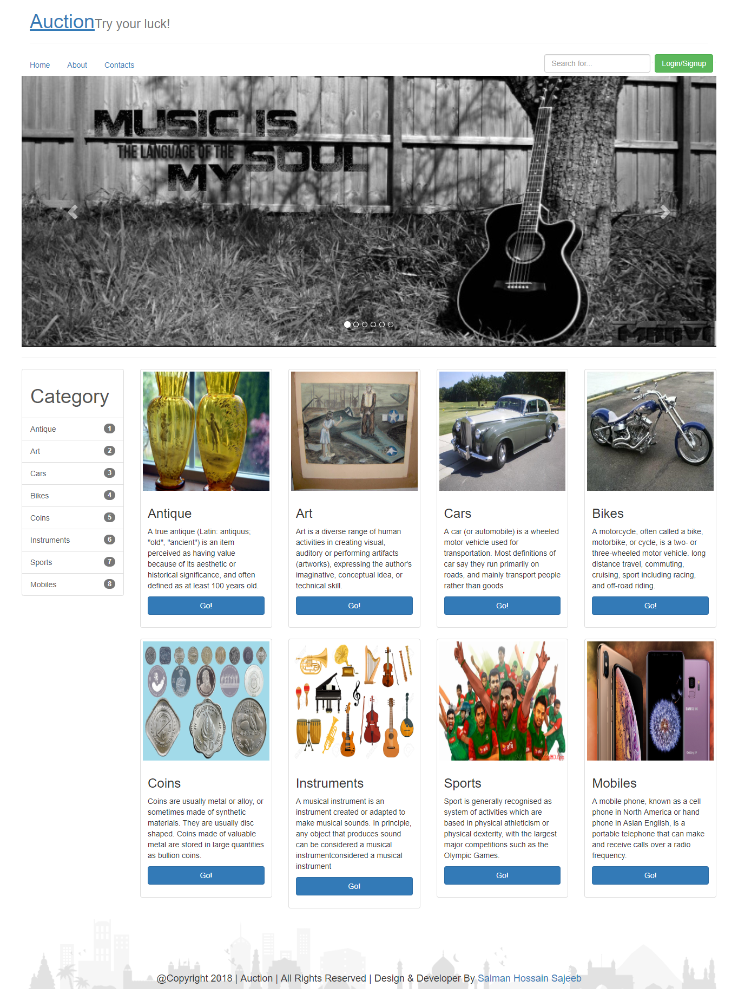 Auction Try your luck!
Home About Contacts
Search for... Login/Signup
MUSIC IS
THE LANGUAGE OF THE SOUL
MY
Category
Antique 1
Art 2
Cars 3
Bikes 4
Coins 5
Instruments 6
Sports 7
Mobiles 8
Antique
A true antique (Latin: antiquus;
"old", "ancient") is an item
perceived as having value
because of its aesthetic or
historical significance, and often
defined as at least 100 years old.
Go!
Art
Art is a diverse range of human
activities in creating visual,
auditory or performing artifacts
(artworks), expressing the author's
imaginative, conceptual idea, or
technical skill.
Go!
Cars
A car (or automobile) is a wheeled
motor vehicle used for
transportation. Most definitions of
car say they run primarily on
roads, and mainly transport people
rather than goods
Go!
Bikes
A motorcycle, often called a bike,
motorbike, or cycle, is a two- or
three-wheeled motor vehicle. long
distance travel, commuting,
cruising, sport including racing,
and off-road riding.
Go!
SAMSUNG
Coins
Coins are usually metal or alloy, or
sometimes made of synthetic
materials. They are usually disc
shaped. Coins made of valuable
metal are stored in large quantities
as bullion coins.
Go!
Instruments
A musical instrument is an
instrument created or adapted to
make musical sounds. In principle,
any object that produces sound
can be considered a musical
instrumentconsidered a musical
instrument
Go!
Sports
Sport is generally recognised as
system of activities which are
based in physical athleticism or
physical dexterity, with the largest
major competitions such as the
Olympic Games.
Go!
Mobiles
A mobile phone, known as a cell
phone in North America or hand
phone in Asian English, is a
portable telephone that can make
and receive calls over a radio
frequency.
Go!
@Copyright 2018 | Auction | All Rights Reserved | Design & Developer By Salman Hossain Sajeeb